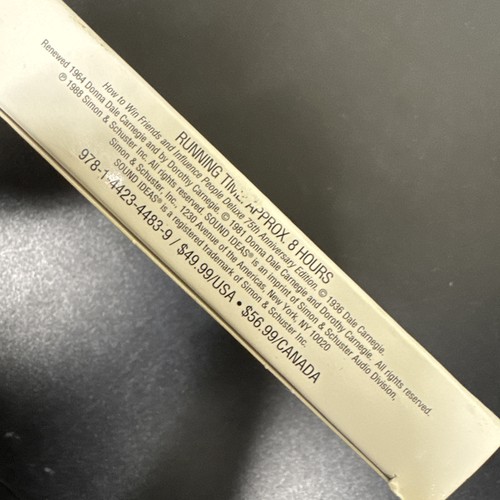 RUNNING TIME APPROX. 8 HOURS
How to Win Friends and Influence People Deluxe 75th Anniversary Edition. © 1936 Dale Carnegie.
Renewed 1964 Donna Dale Carnegie and by Dorothy Carnegie. © 1981 Donna Dale Carnegie and Dorothy Carnegie. All rights reserved.
℗ 1988 Simon & Schuster Inc. All rights reserved. SOUND IDEAS® is an Imprint of Simon & Schuster Audio Division,
Simon & Schuster, Inc., 1230 Avenue of the Americas, New York, NY 10020
SOUND IDEAS® is a registered trademark of Simon & Schuster Inc.
978-1-4423-4483-9 / $49.99/USA • $56.99/CANADA